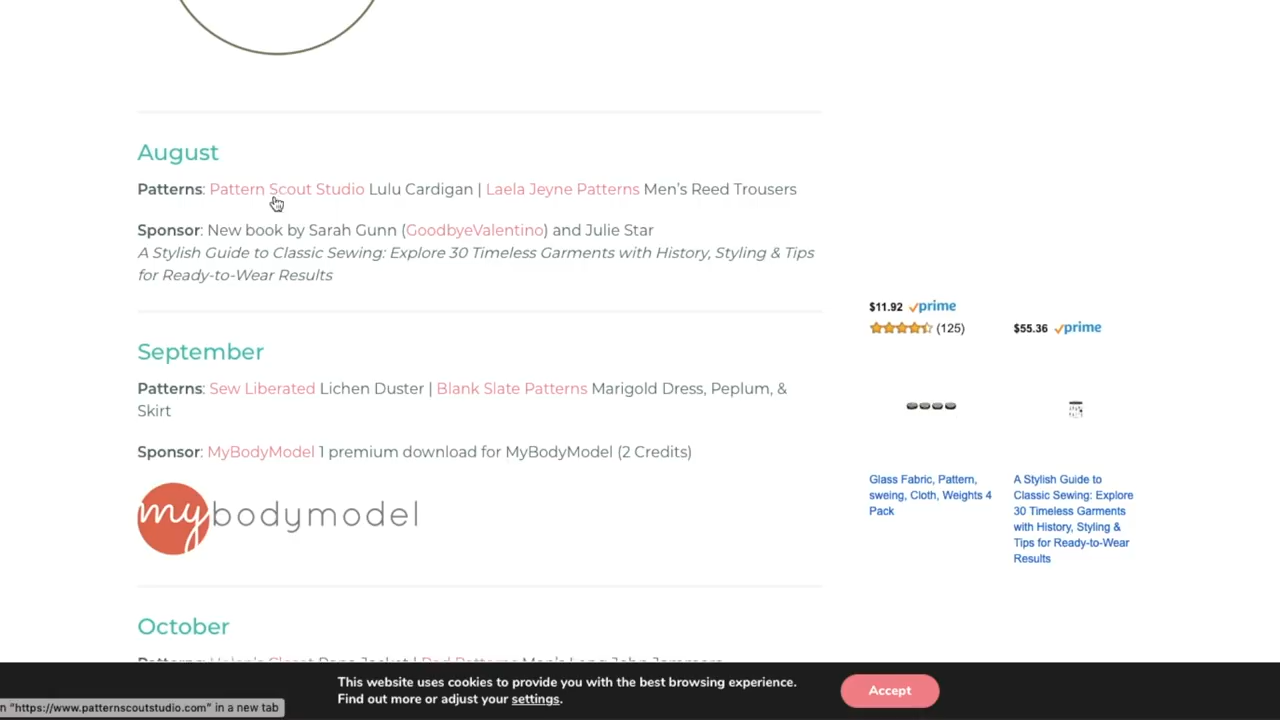 August
Patterns: Pattern Scout Studio Lulu Cardigan | Laela Jeyne Patterns Men's Reed Trousers
Sponsor: New book by Sarah Gunn (GoodbyeValentino) and Julie Star
A Stylish Guide to Classic Sewing: Explore 30 Timeless Garments with History, Styling & Tips
for Ready-to-Wear Results
September
Patterns: Sew Liberated Lichen Duster | Blank Slate Patterns Marigold Dress, Peplum, &
Skirt
Sponsor: MyBodyModel 1 premium download for MyBodyModel (2 Credits)
mybodymodel
October
$11.92 prime
(125)
$55.36 prime
Glass Fabric, Pattern,
sweing, Cloth, Weights 4
Pack
A Stylish Guide to
Classic Sewing: Explore
30 Timeless Garments
with History, Styling &
Tips for Ready-to-Wear
Results
This website uses cookies to provide you with the best browsing experience.
Find out more or adjust your settings.
Accept
n "https://www.patternscoutstudio.com" in a new tab